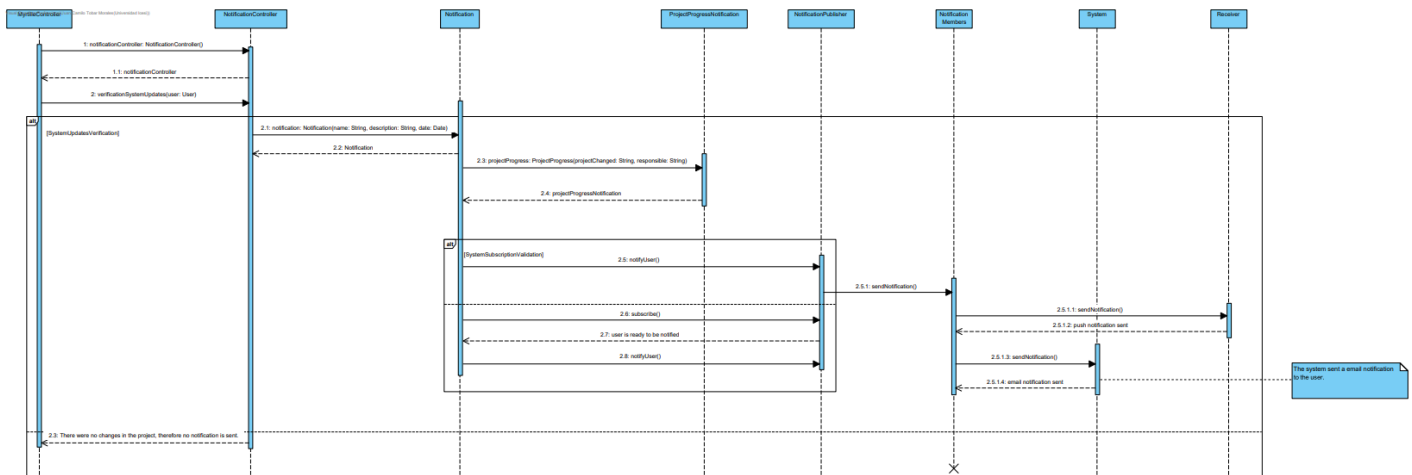 MyrtilleController
NotificationController
Notification
ProjectProgressNotification
NotificationPublisher
Notification
Members
System
Receiver
1: notificationController: NotificationController()
1.1: notificationController
2: verificationSystemUpdates(user: User)
alt
[SystemUpdatesVerification]
2.1: notification: Notification(name: String, description: String, date: Date)
2.2: Notification
2.3: projectProgress: ProjectProgress(projectChanged: String, responsible: String)
2.4: projectProgressNotification
alt
[SystemSubscriptionValidation]
2.5: notifyUser()
2.5.1: sendNotification()
2.6: subscribe()
2.5.1.1: sendNotification()
2.5.1.2: push notification sent
2.7: user is ready to be notified
2.8: notifyUser()
2.5.1.3: sendNotification()
2.5.1.4: email notification sent
The system sent a email notification
to the user.
2.3: There were no changes in the project, therefore no notification is sent.